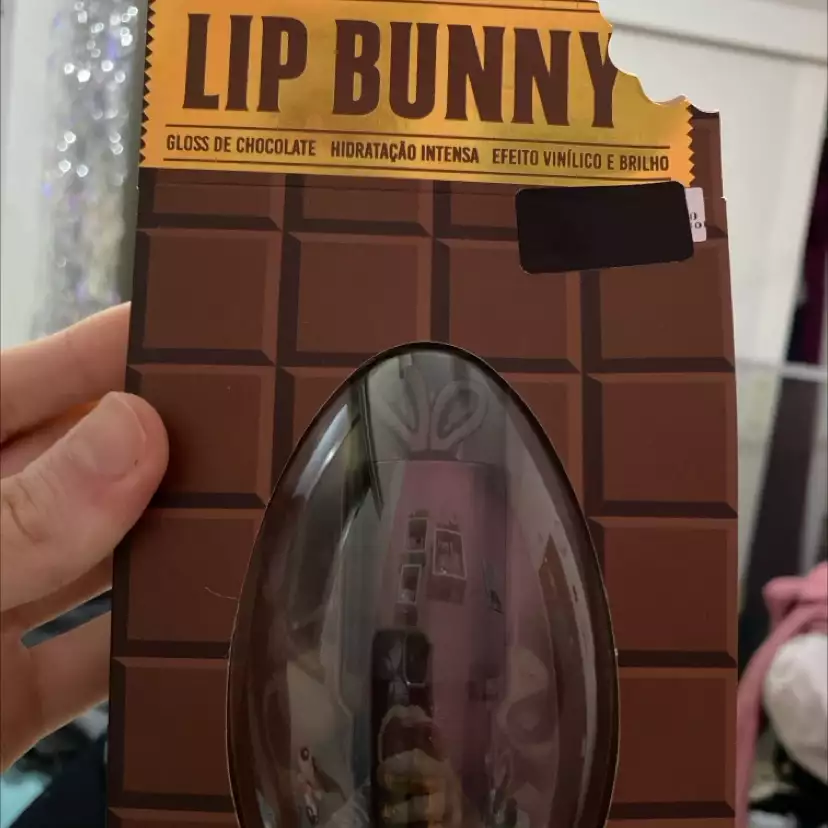 LIP BUNNY
GLOSS DE CHOCOLATE HIDRATAÇÃO INTENSA EFEITO VINÍLICO E BRILHO